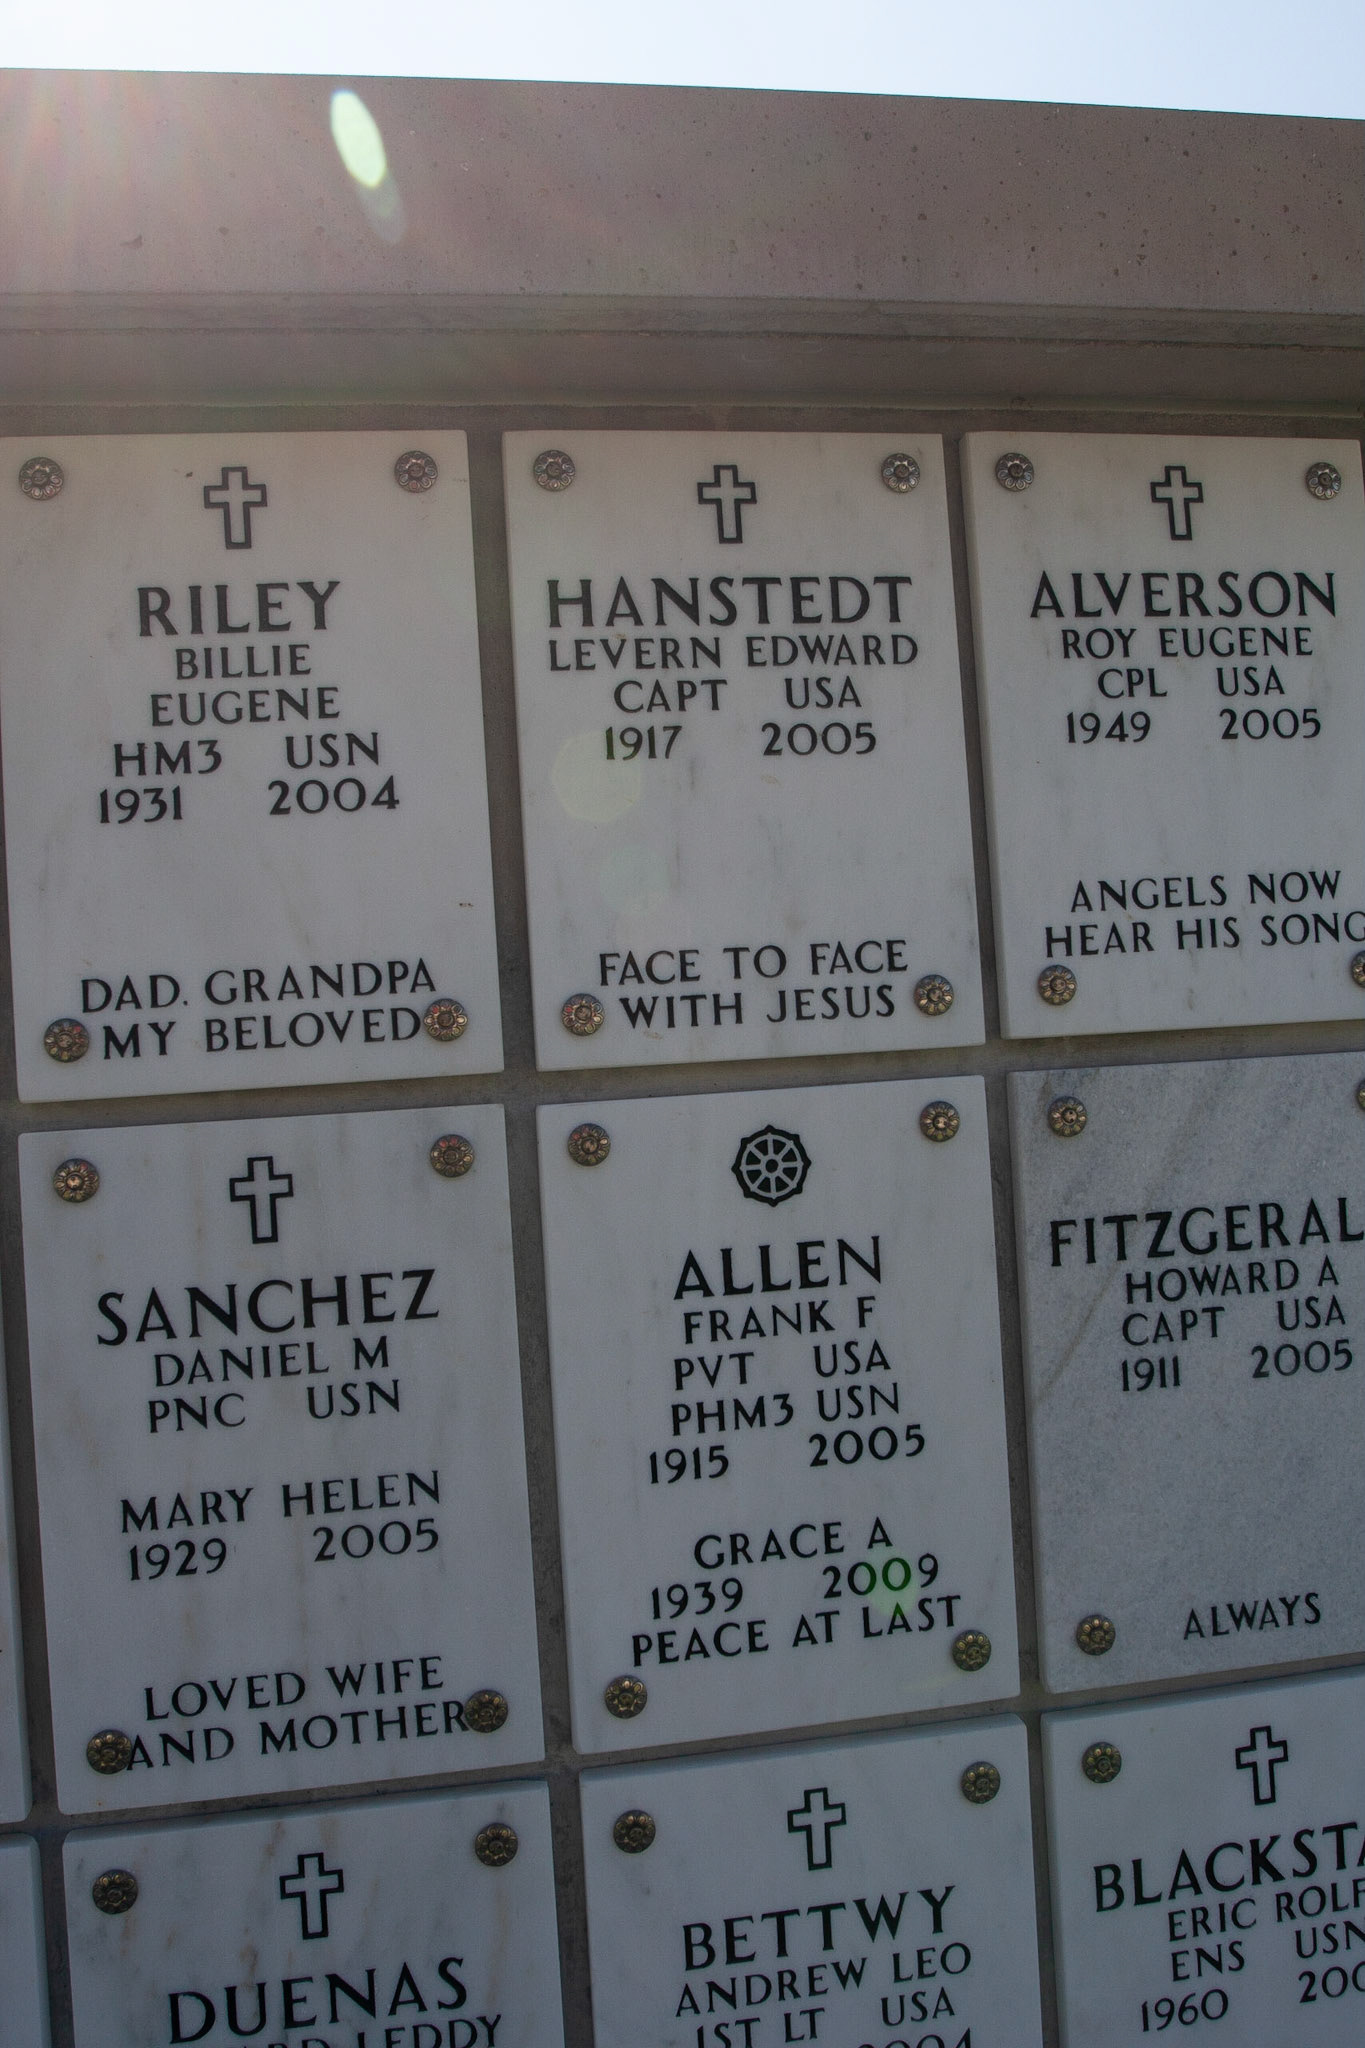 RILEY
BILLIE
EUGENE
HM3 USN
1931 2004
DAD. GRANDPA
MY BELOVED
HANSTEDT
LEVERN EDWARD
CAPT USA
1917 2005
FACE TO FACE
WITH JESUS
ALVERSON
ROY EUGENE
CPL USA
1949 2005
ANGELS NOW
HEAR HIS SONG
SANCHEZ
DANIEL M
PNC USN
MARY HELEN
1929 2005
LOVED WIFE
AND MOTHER
ALLEN
FRANK F
PVT USA
PHM3 USN
1915 2005
GRACE A
1939 2009
PEACE AT LAST
FITZGERAL
HOWARD A
CAPT USA
1911 2005
ALWAYS
DUENAS
LEDDY
BETTWY
ANDREW LEO
1ST LT USA
2004
BLACKSTA
ERIC ROLF
ENS USN
1960 200